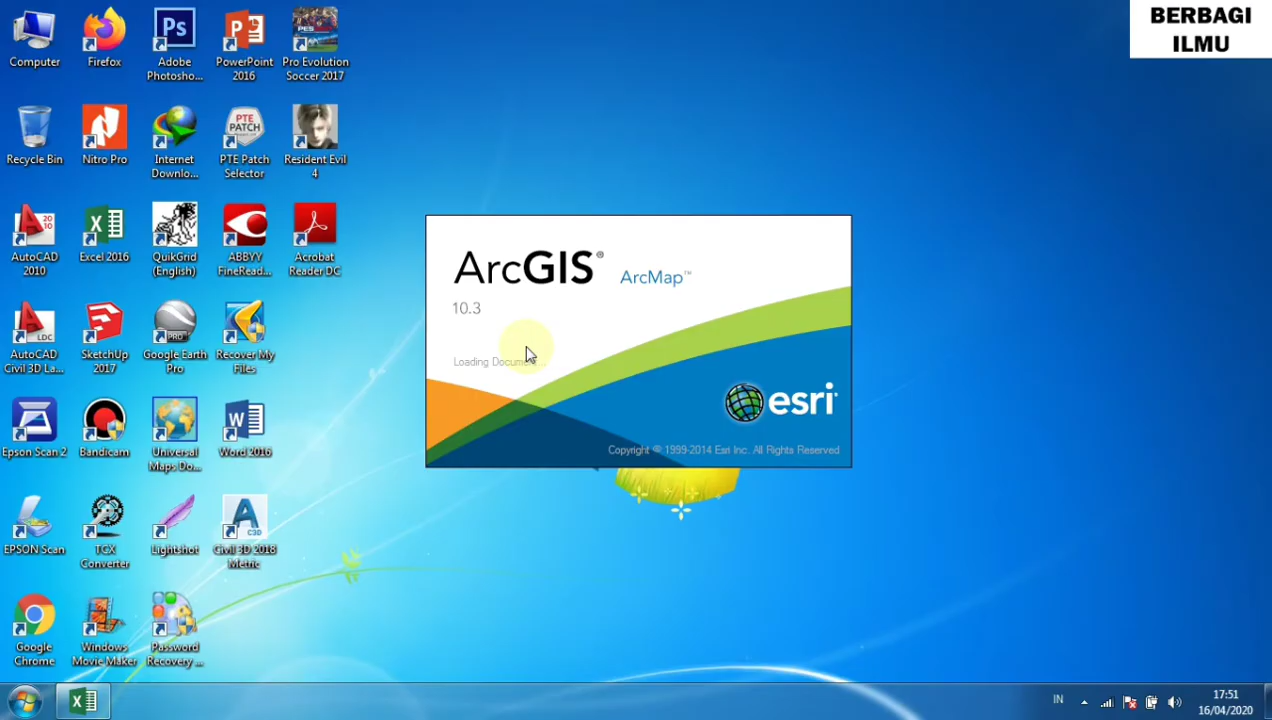 BERBAGI
ILMU
Computer
Firefox
Adobe
Photosho...
PowerPoint
2016
Pro Evolution
Soccer 2017
Recycle Bin
Nitro Pro
Internet
Downlo...
PTE Patch
Selector
Resident Evil
4
AutoCAD
2010
Excel 2016
QuikGrid
(English)
ABBYY
FineRead...
Acrobat
Reader DC
AutoCAD
Civil 3D La...
SketchUp
2017
Google Earth
Pro
Recover My
Files
Epson Scan 2
Bandicam
Universal
Maps Do...
Word 2016
EPSON Scan
TCX
Converter
Lightshot
Civil 3D 2018
Metric
Google
Chrome
Windows
Movie Maker
Password
Recovery ...
ArcGIS® ArcMap™
10.3
Loading Document...
esri
Copyright © 1999-2014 Esri Inc. All Rights Reserved
IN
17:51
16/04/2020